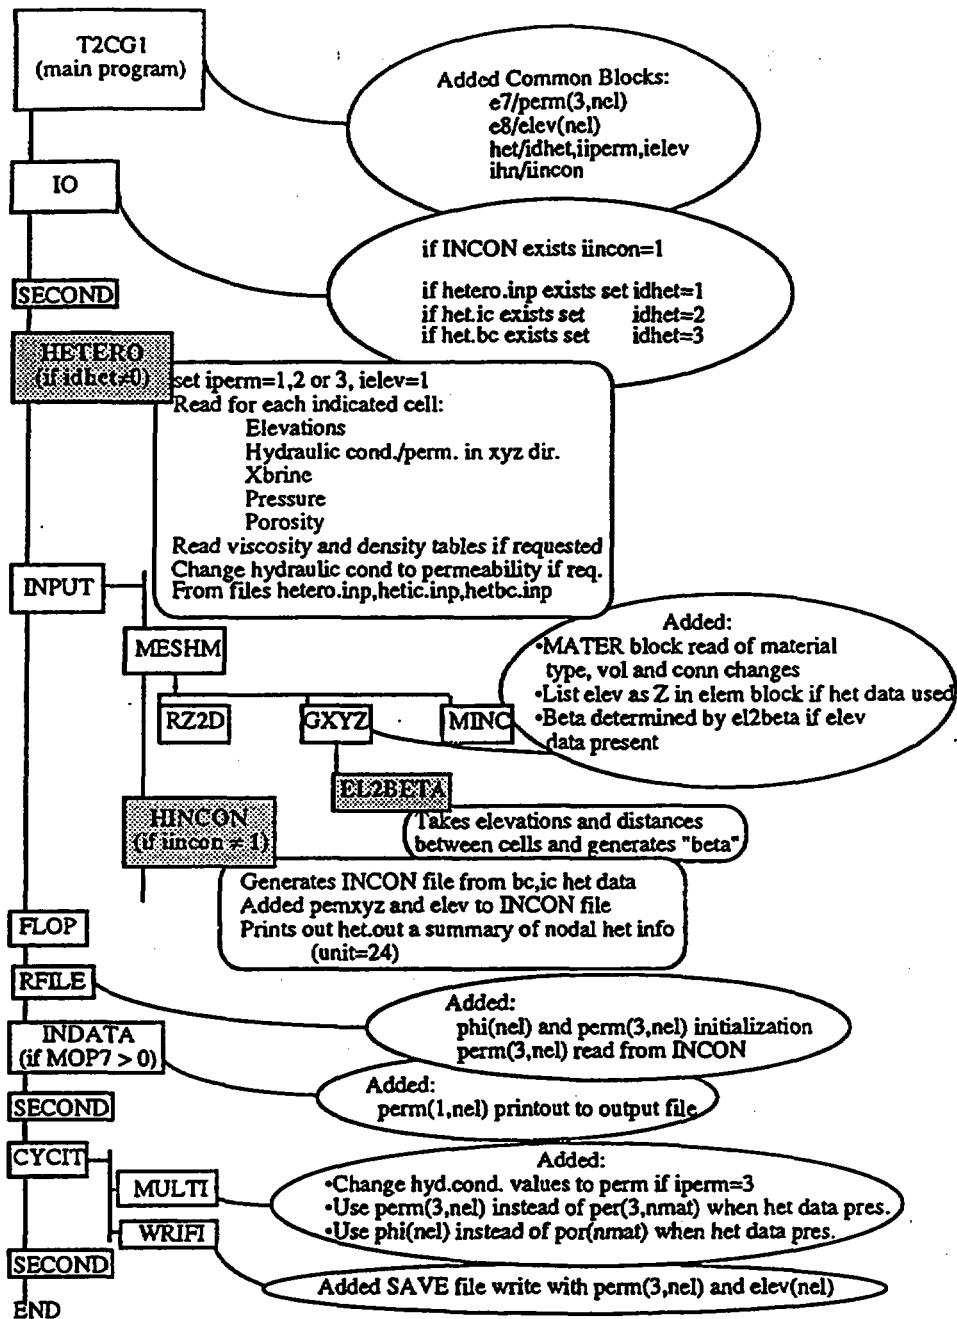 T2CG1
(main program)
Added Common Blocks:
e7/perm(3,nel)
e8/elev(nel)
het/idhet,iiperm,ielev
ihn/iincon
IO
if INCON exists iincon=1
if hetero.inp exists set idhet=1
if het.ic exists set idhet=2
if het.bc exists set idhet=3
SECOND
HETERO
(if idhet≠0)
set iperm=1,2 or 3, ielev=1
Read for each indicated cell:
Elevations
Hydraulic cond./perm. in xyz dir.
Xbrine
Pressure
Porosity
Read viscosity and density tables if requested
Change hydraulic cond to permeability if req.
From files hetero.inp,hetic.inp,hetbc.inp
INPUT
MESHM
Added:
•MATER block read of material
type, vol and conn changes
•List elev as Z in elem block if het data used
•Beta determined by el2beta if elev
data present
RZ2D
GXYZ
MINC
EL2BETA
Takes elevations and distances
between cells and generates "beta"
HINCON
(if iincon ≠ 1)
Generates INCON file from bc,ic het data
Added pemxyz and elev to INCON file
Prints out het.out a summary of nodal het info
(unit=24)
FLOP
RFILE
Added:
phi(nel) and perm(3,nel) initialization
perm(3,nel) read from INCON
INDATA
(if MOP7 > 0)
Added:
perm(1,nel) printout to output file
SECOND
CYCIT
MULTI
Added:
•Change hyd.cond. values to perm if iperm=3
•Use perm(3,nel) instead of per(3,nmat) when het data pres.
•Use phi(nel) instead of por(nmat) when het data pres.
WRIFI
SECOND
Added SAVE file write with perm(3,nel) and elev(nel)
END